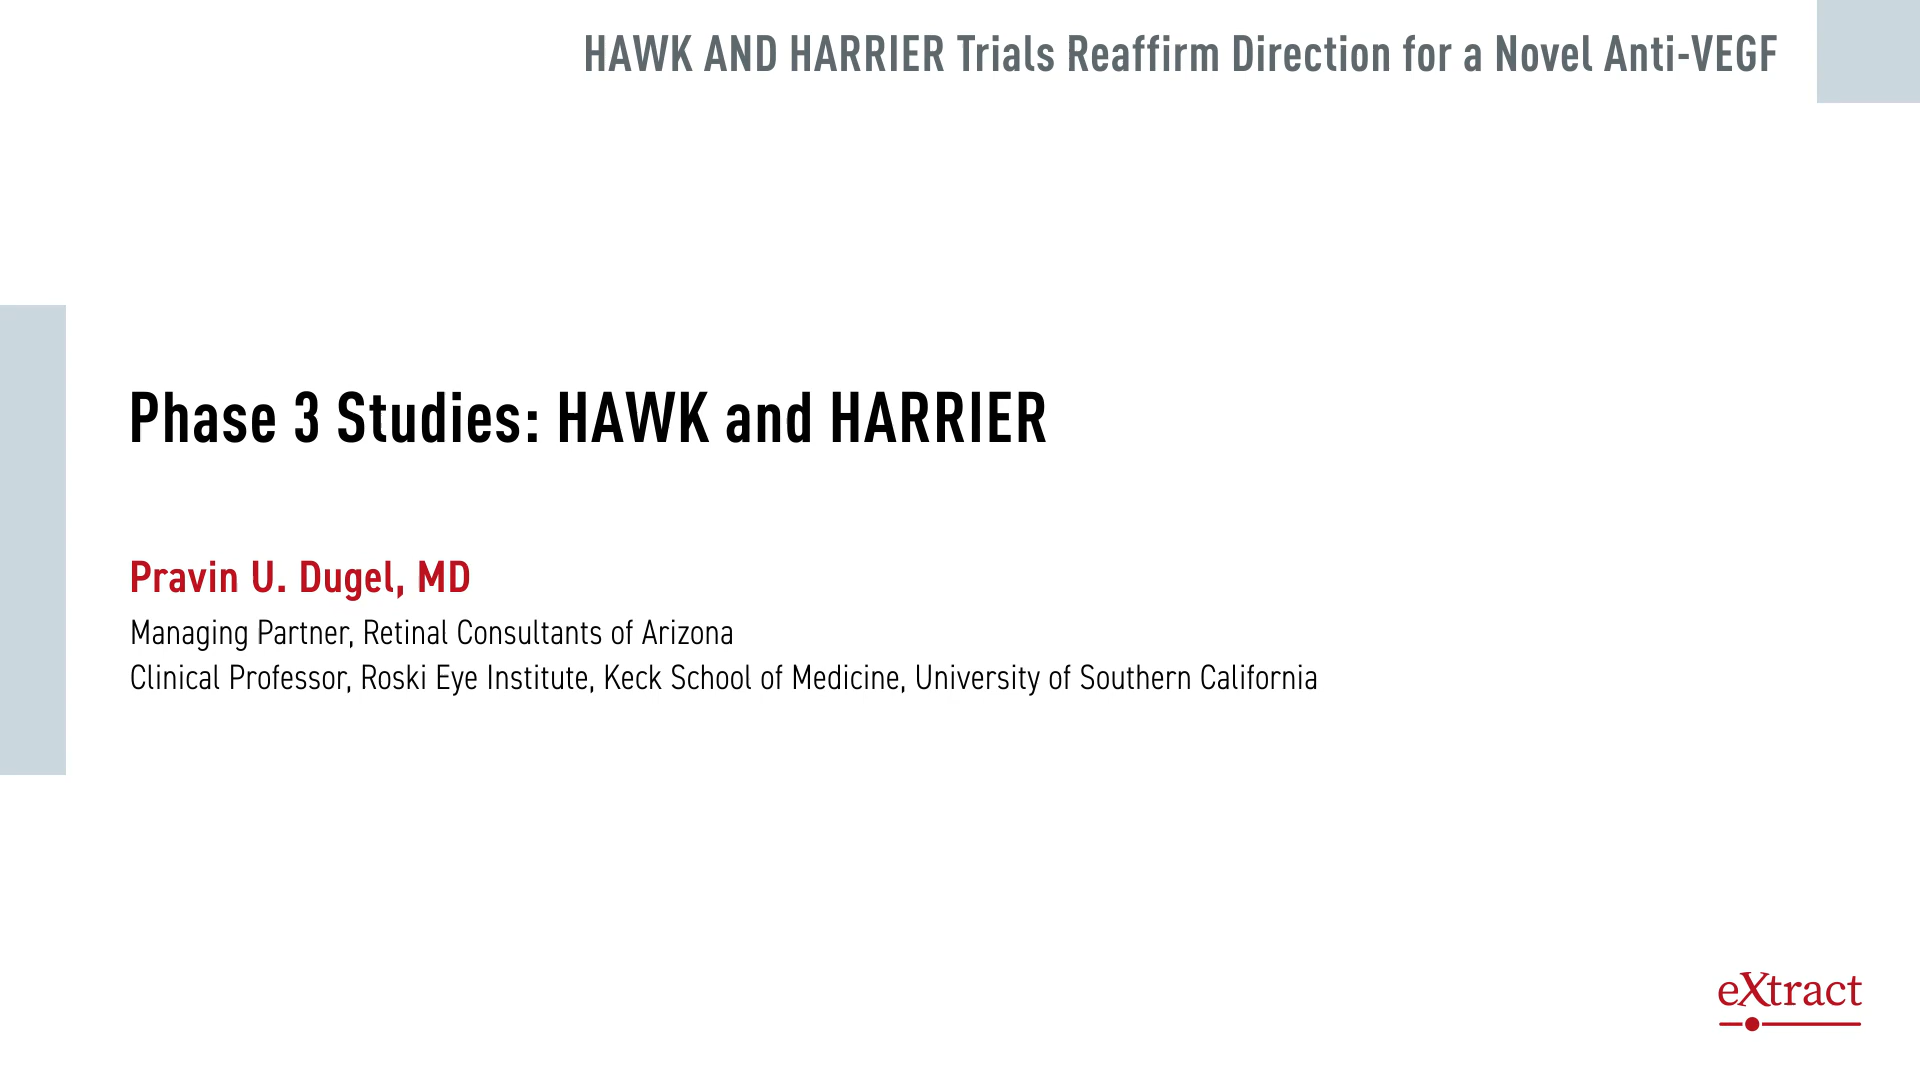 HAWK AND HARRIER Trials Reaffirm Direction for a Novel Anti-VEGF
Phase 3 Studies: HAWK and HARRIER
Pravin U. Dugel, MD
Managing Partner, Retinal Consultants of Arizona
Clinical Professor, Roski Eye Institute, Keck School of Medicine, University of Southern California
eXtract